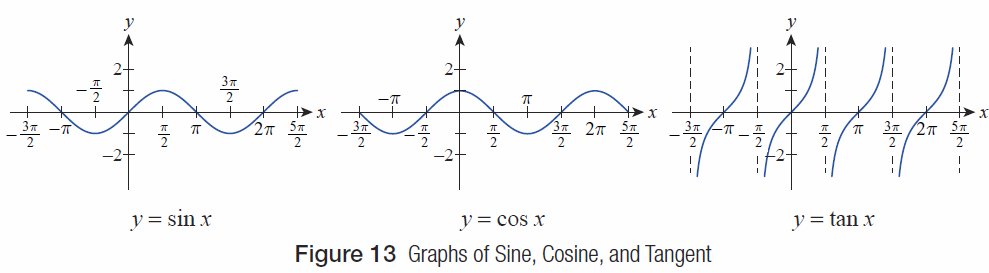 y y y
2 2 2
-π/2 π/2 3π/2 π 2π 5π/2 -π -3π/2 x
-2
-π π -3π/2 -π/2 π/2 3π/2 2π 5π/2 x
-2
-3π/2 -π -π/2 π/2 π 3π/2 2π 5π/2 x
-2
y = sin x y = cos x y = tan x
Figure 13 Graphs of Sine, Cosine, and Tangent